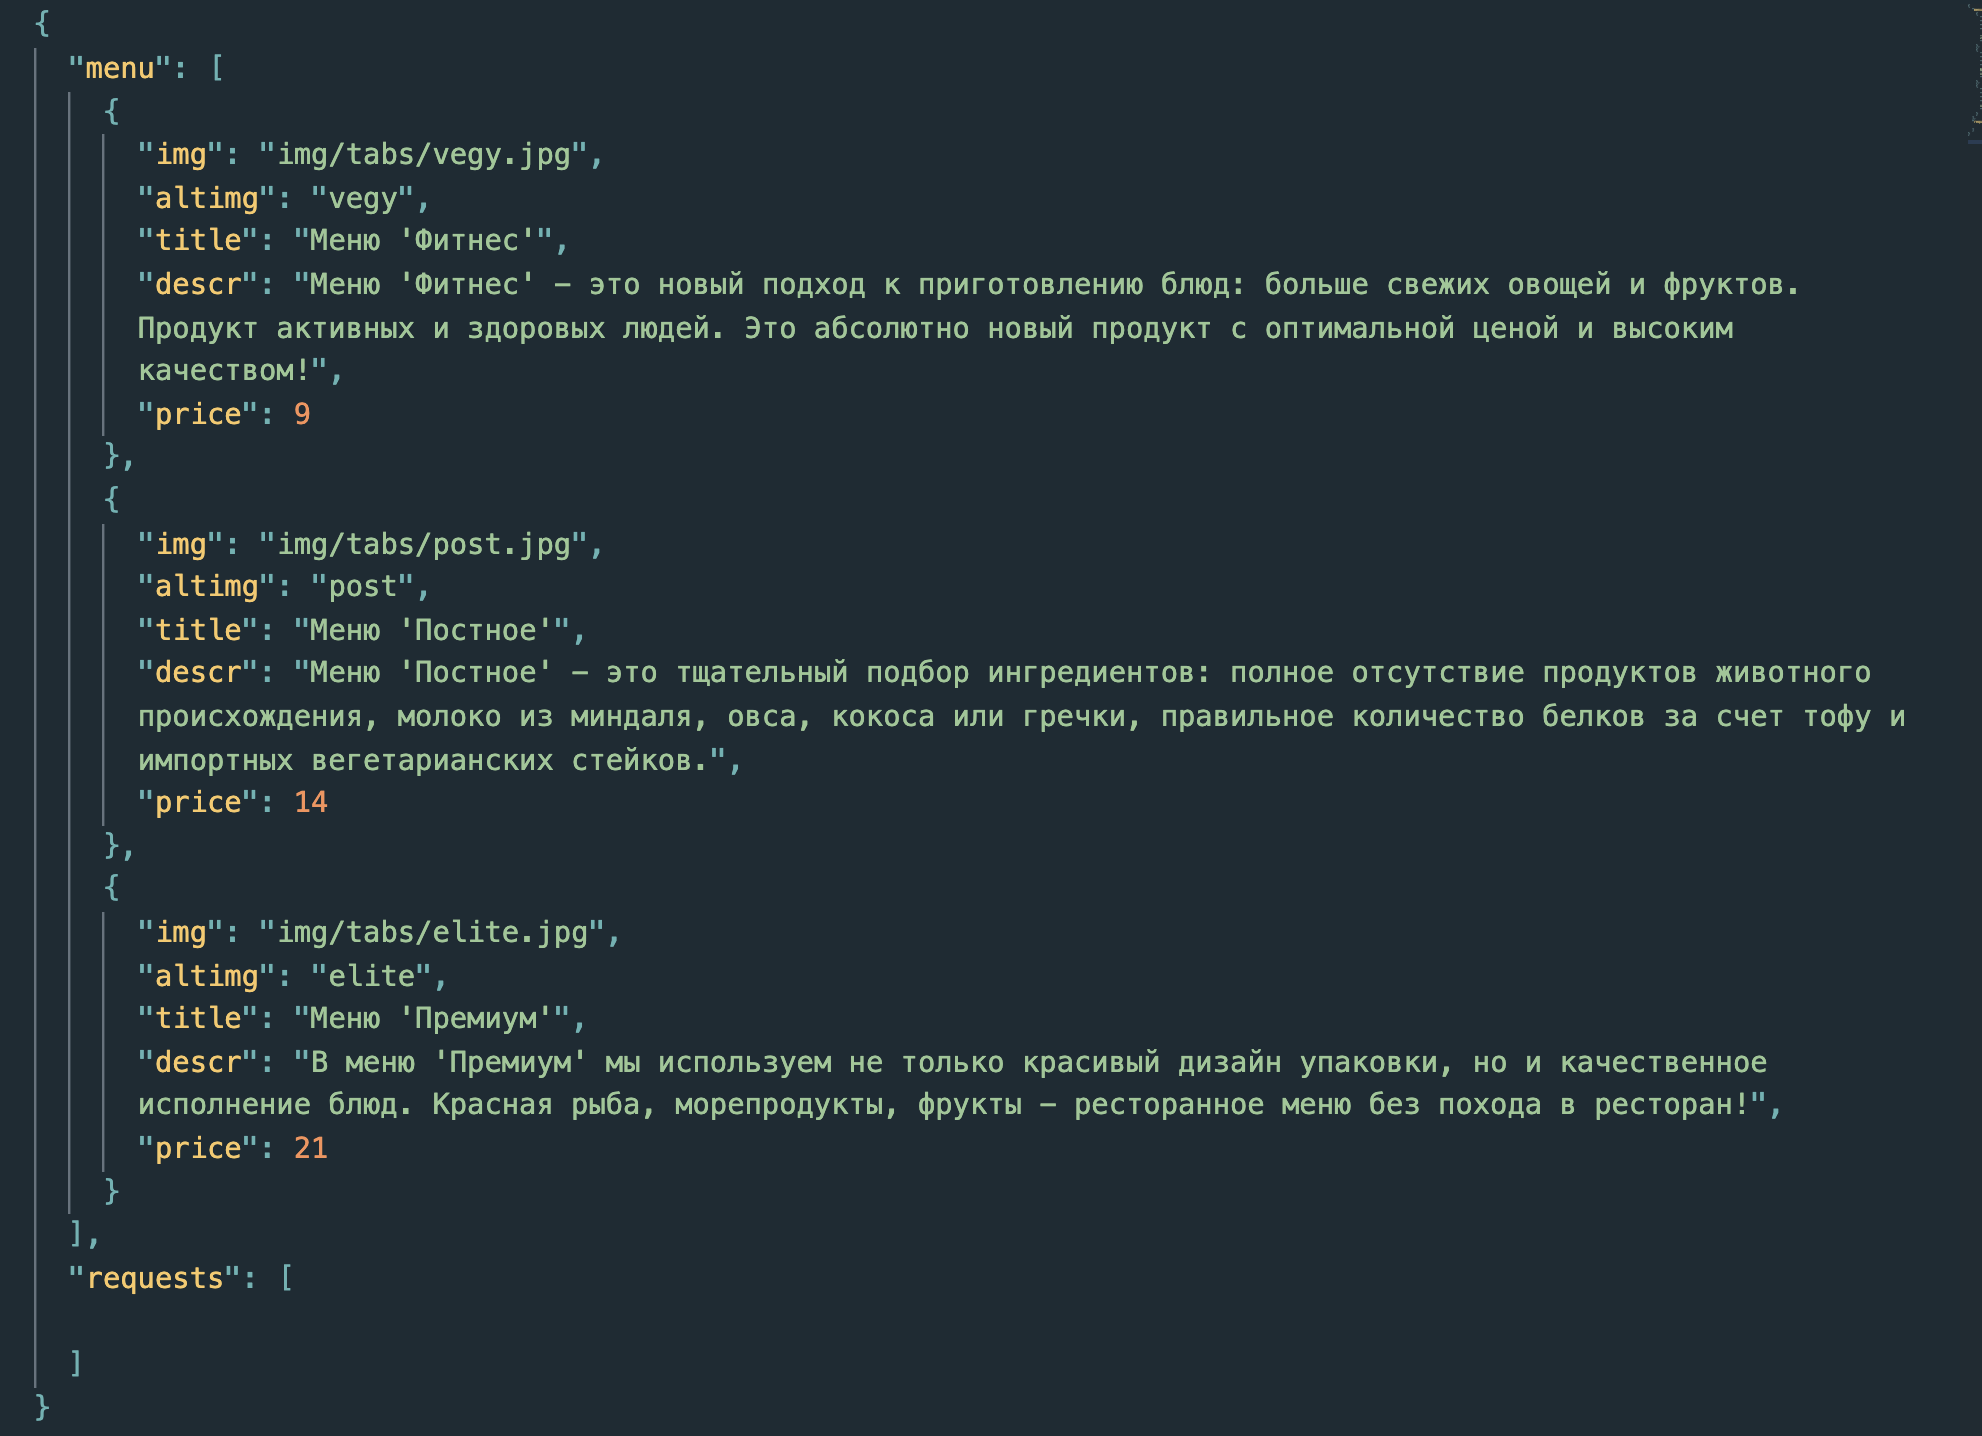 {
"menu": [
{
"img": "img/tabs/vegy.jpg",
"altimg": "vegy",
"title": "Меню 'Фитнес'",
"descr": "Меню 'Фитнес' – это новый подход к приготовлению блюд: больше свежих овощей и фруктов.
Продукт активных и здоровых людей. Это абсолютно новый продукт с оптимальной ценой и высоким
качеством!",
"price": 9
},
{
"img": "img/tabs/post.jpg",
"altimg": "post",
"title": "Меню 'Постное'",
"descr": "Меню 'Постное' – это тщательный подбор ингредиентов: полное отсутствие продуктов животного
происхождения, молоко из миндаля, овса, кокоса или гречки, правильное количество белков за счет тофу и
импортных вегетарианских стейков.",
"price": 14
},
{
"img": "img/tabs/elite.jpg",
"altimg": "elite",
"title": "Меню 'Премиум'",
"descr": "В меню 'Премиум' мы используем не только красивый дизайн упаковки, но и качественное
исполнение блюд. Красная рыба, морепродукты, фрукты – ресторанное меню без похода в ресторан!",
"price": 21
}
],
"requests": [
]
}